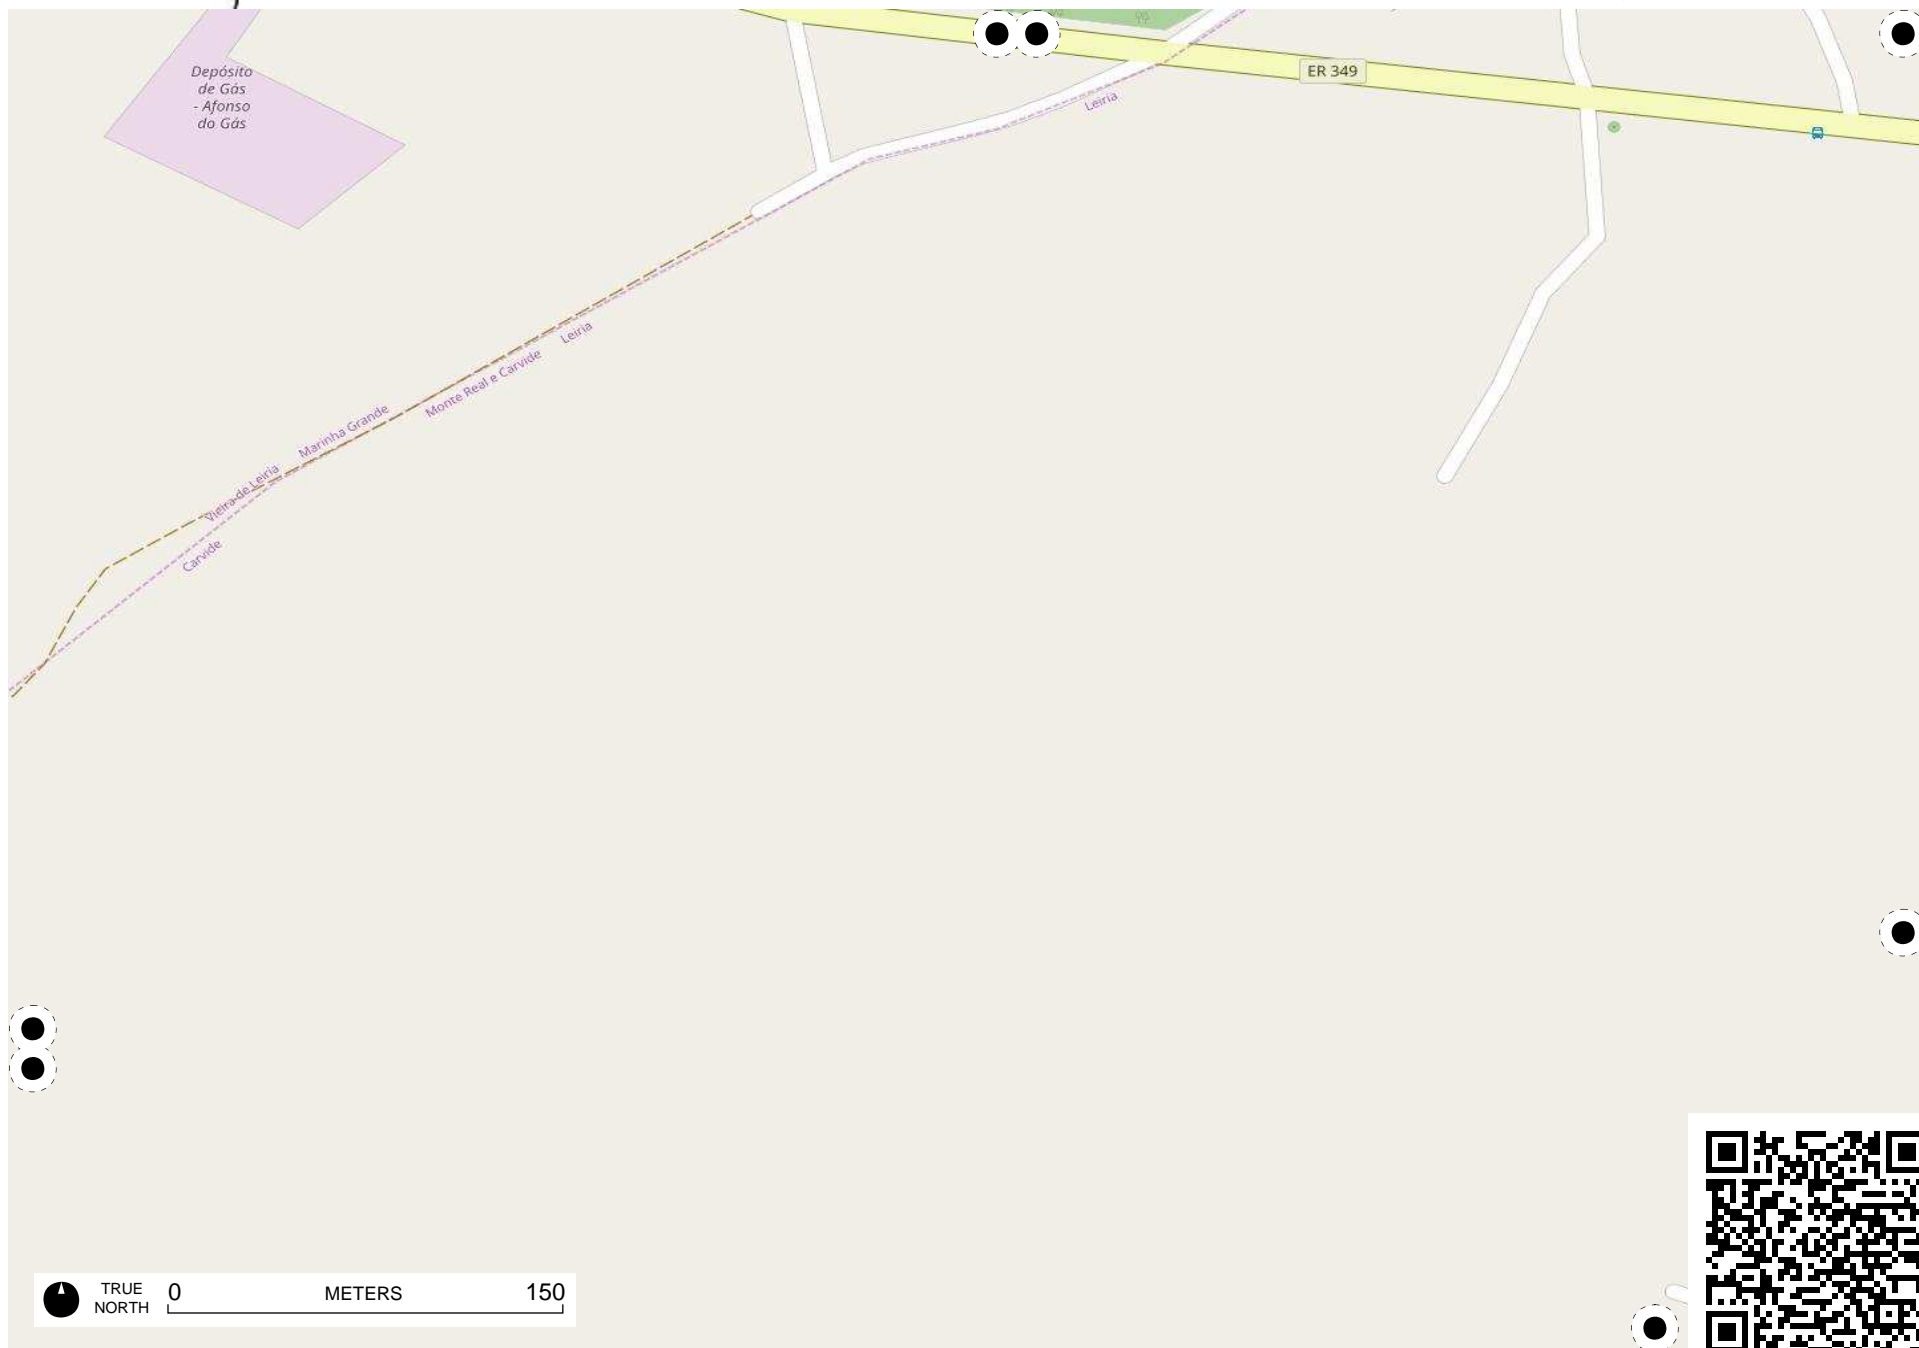 Depósito
de Gás
- Afonso
do Gás
ER 349
Leiria
Leiria
Monte Real e Carvide
Marinha Grande
Vieira de Leiria
Carvide
TRUE
NORTH
0 METERS 150